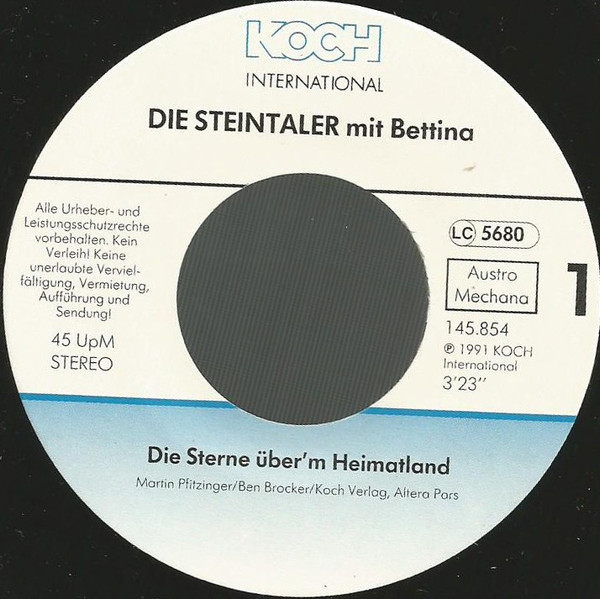 KOCH
INTERNATIONAL
DIE STEINTALER mit Bettina
Alle Urheber- und
Leistungsschutzrechte
vorbehalten. Kein
Verleih! Keine
unerlaubte Verviel-
fältigung, Vermietung,
Aufführung und
Sendung!
45 UpM
STEREO
LC 5680
Austro
Mechana
1
145.854
℗ 1991 KOCH
International
3'23''
Die Sterne über'm Heimatland
Martin Pfitzinger/Ben Brocker/Koch Verlag, Altera Pars